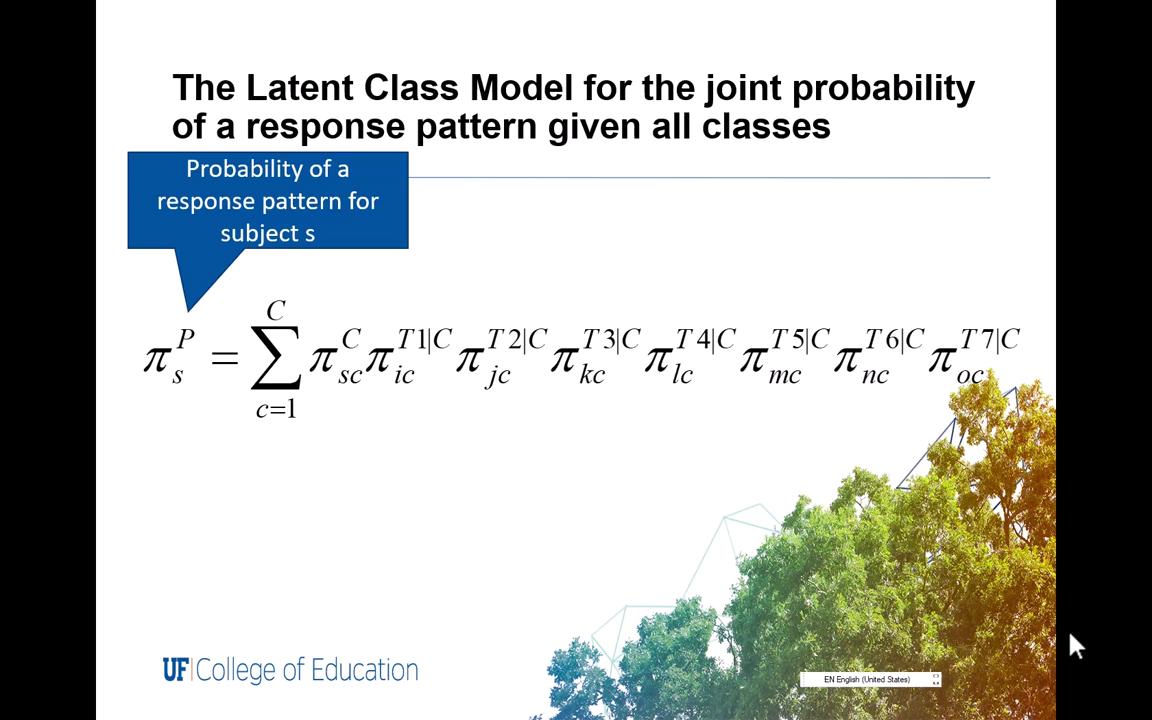 The Latent Class Model for the joint probability
of a response pattern given all classes
Probability of a
response pattern for
subject s
π_s^P = ∑_{c=1}^{C} π_{sc}^{C} π_{ic}^{T1|C} π_{jc}^{T2|C} π_{kc}^{T3|C} π_{lc}^{T4|C} π_{mc}^{T5|C} π_{nc}^{T6|C} π_{oc}^{T7|C}
UF|College of Education
EN English (United States)